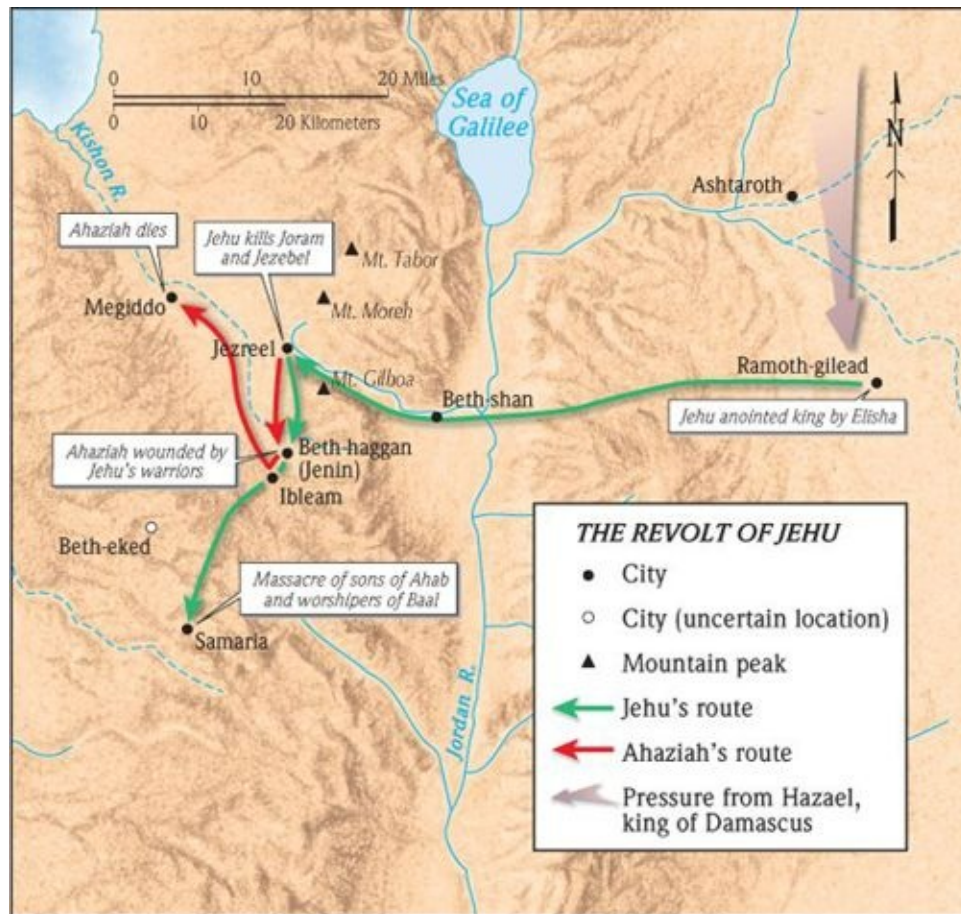 0 10 20 Miles
0 10 20 Kilometers
Sea of
Galilee
Kishon R.
N
Ashtaroth
Ahaziah dies
Jehu kills Joram
and Jezebel
Mt. Tabor
Megiddo
Mt. Moreh
Jezreel
Ramoth-gilead
Mt. Gilboa
Beth-shan
Jehu anointed king by Elisha
Ahaziah wounded by
Jehu's warriors
Beth-haggan
(Jenin)
Ibleam
Beth-eked
Massacre of sons of Ahab
and worshipers of Baal
Samaria
Jordan R.
THE REVOLT OF JEHU
City
City (uncertain location)
Mountain peak
Jehu's route
Ahaziah's route
Pressure from Hazael,
king of Damascus